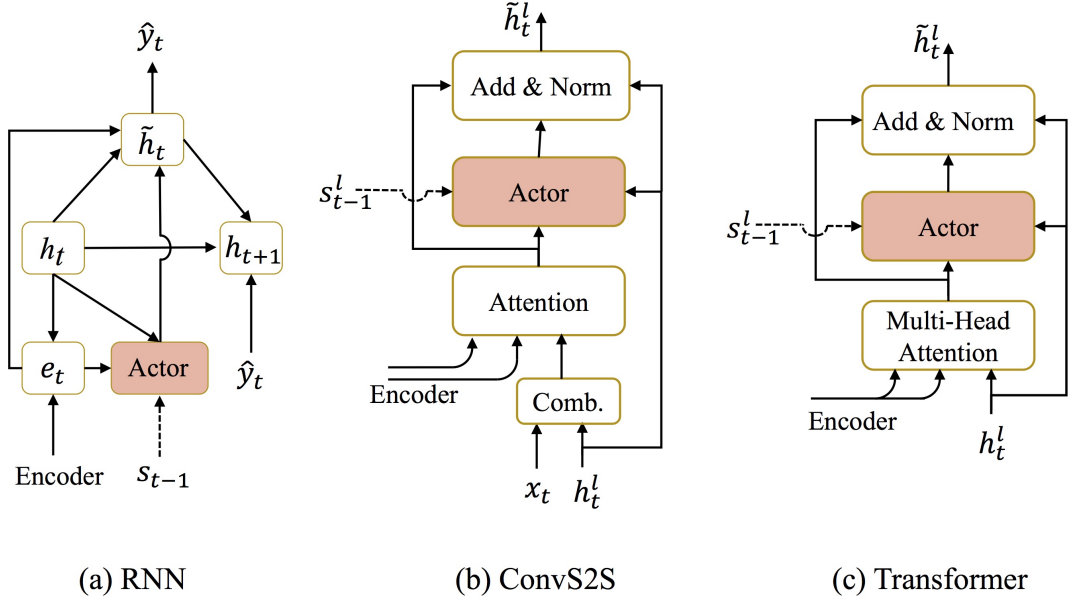 ŷ_t
h̃_t
h_t
h_{t+1}
e_t
Actor
ŷ_t
Encoder
s_{t−1}
(a) RNN
h̃_t^l
Add & Norm
s_{t−1}^l
Actor
Attention
Encoder
Comb.
x_t
h_t^l
(b) ConvS2S
h̃_t^l
Add & Norm
s_{t−1}^l
Actor
Multi-Head
Attention
Encoder
h_t^l
(c) Transformer